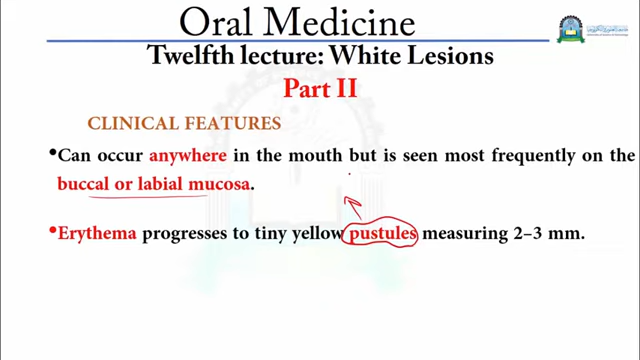 Oral Medicine
Twelfth lecture: White Lesions
Part II
CLINICAL FEATURES
•Can occur anywhere in the mouth but is seen most frequently on the
buccal or labial mucosa.
•Erythema progresses to tiny yellow pustules measuring 2–3 mm.